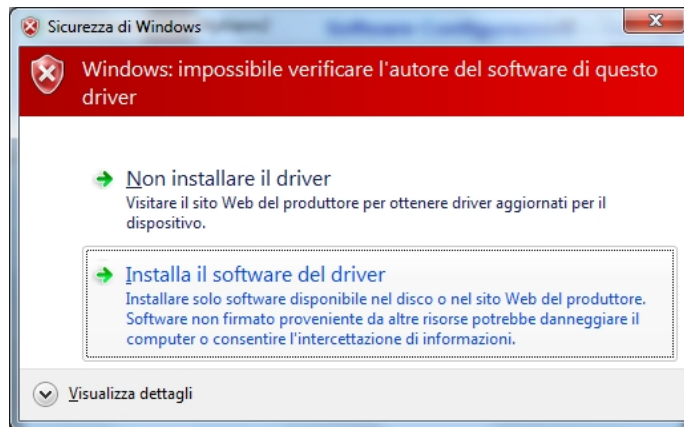 Sicurezza di Windows
Windows: impossibile verificare l'autore del software di questo
driver
Non installare il driver
Visitare il sito Web del produttore per ottenere driver aggiornati per il
dispositivo.
Installa il software del driver
Installare solo software disponibile nel disco o nel sito Web del produttore.
Software non firmato proveniente da altre risorse potrebbe danneggiare il
computer o consentire l'intercettazione di informazioni.
Visualizza dettagli